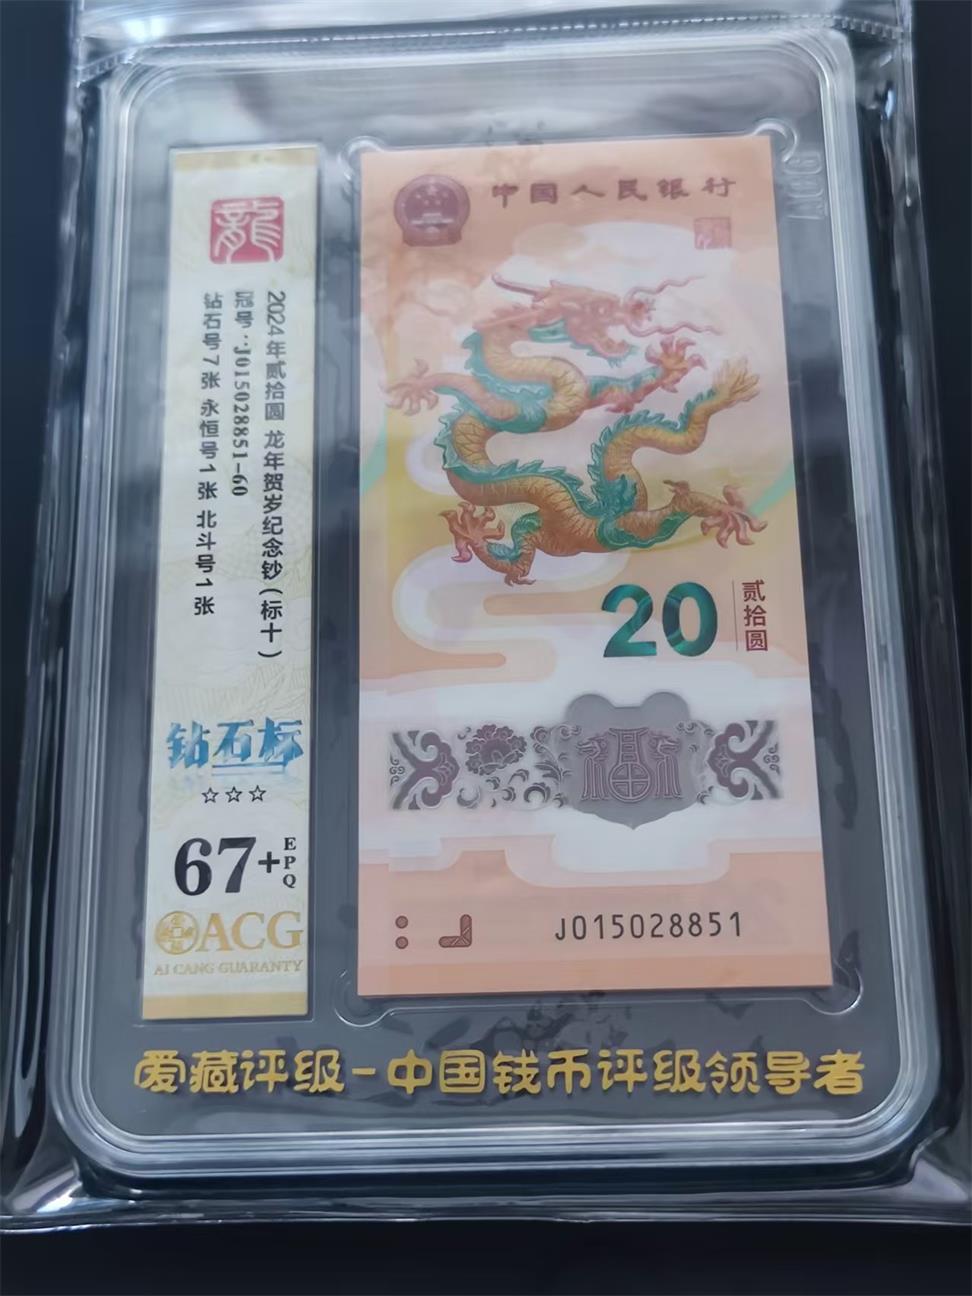 龍
2024年贰拾圆 龙年贺岁纪念钞(标十)
冠号:J015028851-60
钻石号7张 永恒号1张 北斗号1张
钻石标
☆☆☆
67+
EPQ
ACG
AI CANG GUARANTY
中国人民银行
20
贰拾圆
福
J015028851
爱藏评级-中国钱币评级领导者